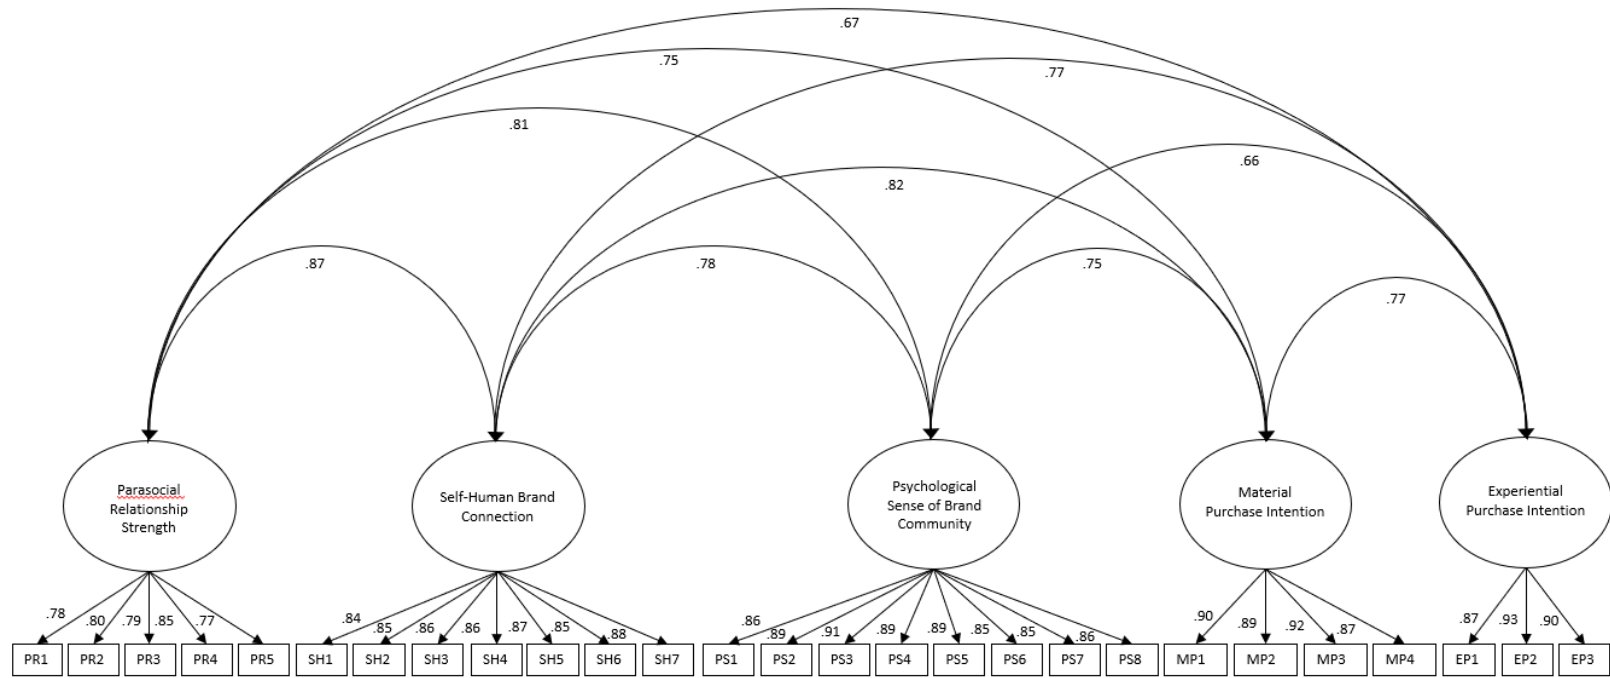 .67
.75
.77
.81
.66
.82
.87
.78
.75
.77
Parasocial
Relationship
Strength
Self-Human Brand
Connection
Psychological
Sense of Brand
Community
Material
Purchase Intention
Experiential
Purchase Intention
.78
.80
.79
.85
.77
.84
.85
.86
.86
.87
.85
.88
.86
.89
.91
.89
.89
.85
.85
.86
.90
.89
.92
.87
.87
.93
.90
PR1
PR2
PR3
PR4
PR5
SH1
SH2
SH3
SH4
SH5
SH6
SH7
PS1
PS2
PS3
PS4
PS5
PS6
PS7
PS8
MP1
MP2
MP3
MP4
EP1
EP2
EP3